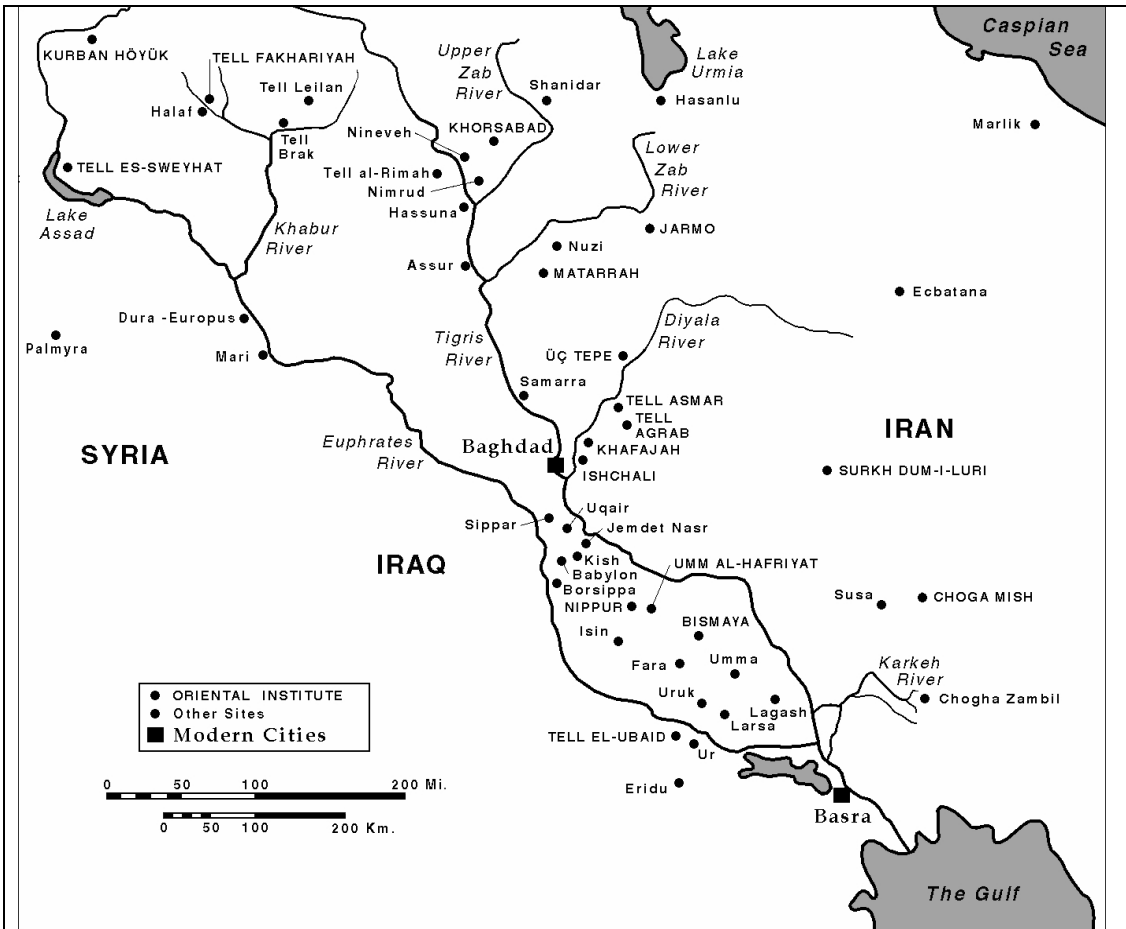 Caspian
Sea
KURBAN HÖYÜK
TELL FAKHARIYAH
Upper
Zab
River
Lake
Urmia
Tell Leilan
Shanidar
Halaf
Hasanlu
Nineveh
KHORSABAD
Marlik
Tell
Brak
Lower
Zab
River
TELL ES-SWEYHAT
Tell al-Rimah
Nimrud
Lake
Assad
Hassuna
Khabur
River
JARMO
Nuzi
Assur
MATARRAH
Ecbatana
Dura -Europus
Diyala
River
Palmyra
Mari
Tigris
River
ÜÇ TEPE
Samarra
TELL ASMAR
TELL
AGRAB
SYRIA
Euphrates
River
Baghdad
KHAFAJAH
IRAN
ISHCHALI
SURKH DUM-I-LURI
Sippar
Uqair
Jemdet Nasr
IRAQ
Kish
UMM AL-HAFRIYAT
Babylon
Borsippa
NIPPUR
Susa
CHOGA MISH
Isin
BISMAYA
Fara
Umma
Karkeh
River
Uruk
Lagash
Chogha Zambil
Larsa
TELL EL-UBAID
Ur
Eridu
Basra
The Gulf
ORIENTAL INSTITUTE
Other Sites
Modern Cities
0 50 100 200 Mi.
0 50 100 200 Km.